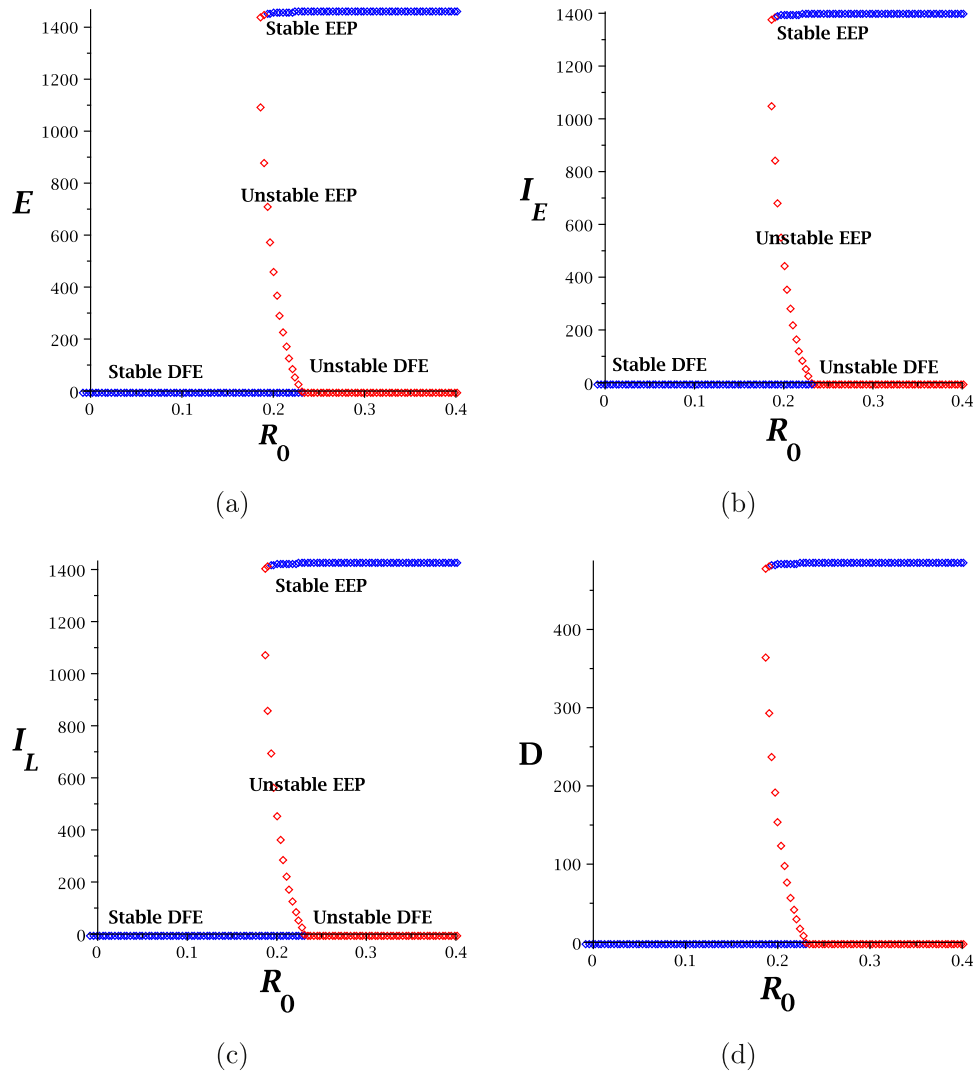 1400
1200
1000
800
600
400
200
0
E
Stable EEP
Unstable EEP
Stable DFE
Unstable DFE
0 0.1 0.2 0.3 0.4
R0
(a)
1400
1200
1000
800
600
400
200
0
IE
Stable EEP
Unstable EEP
Stable DFE
Unstable DFE
0 0.1 0.2 0.3 0.4
R0
(b)
1400
1200
1000
800
600
400
200
0
IL
Stable EEP
Unstable EEP
Stable DFE
Unstable DFE
0 0.1 0.2 0.3 0.4
R0
(c)
400
300
200
100
0
D
0 0.1 0.2 0.3 0.4
R0
(d)